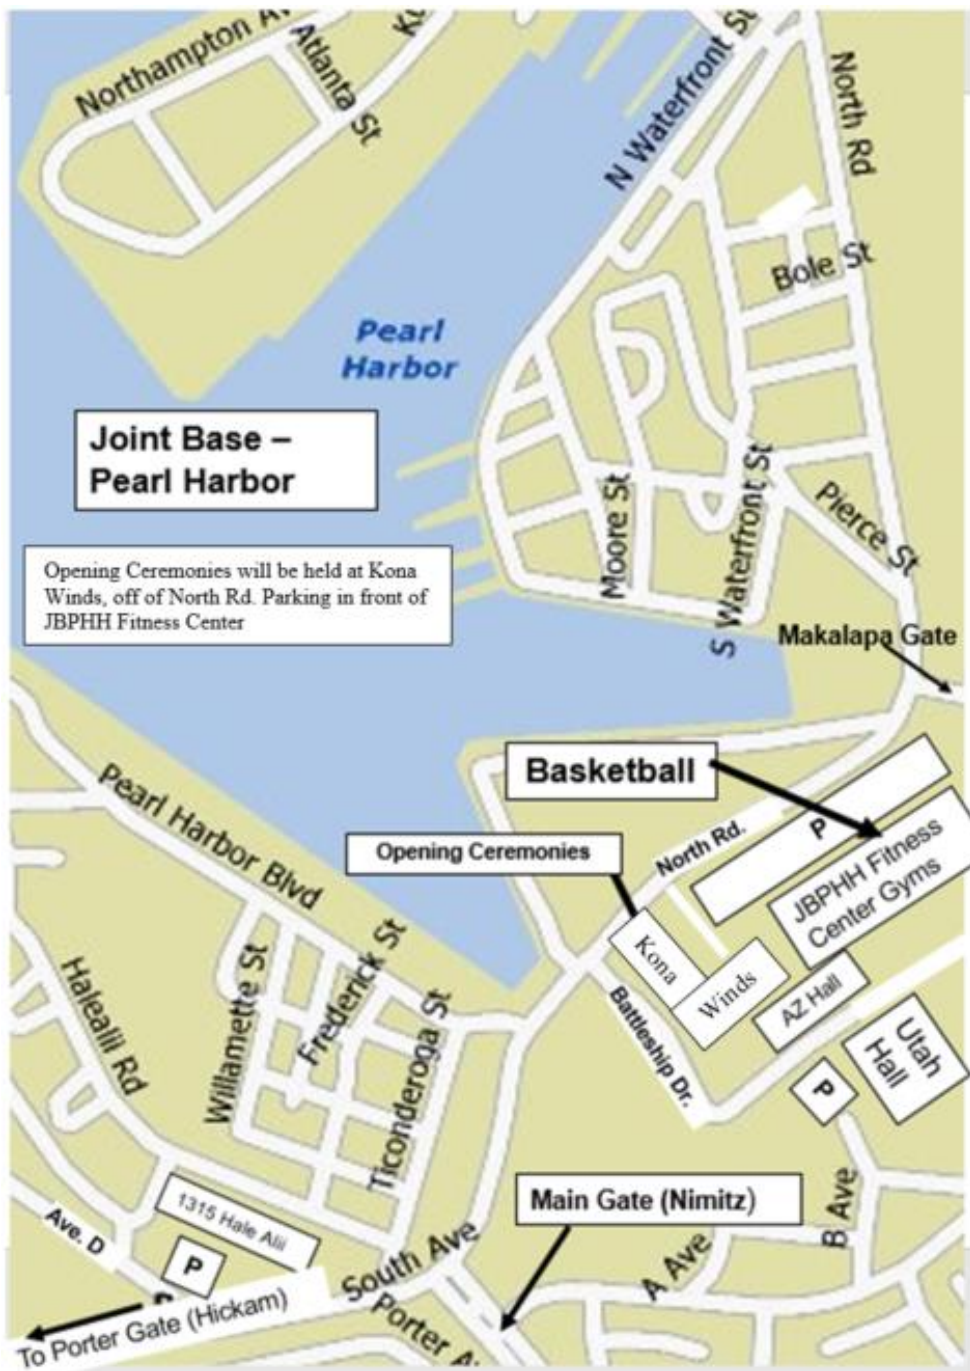 Northampton Av
Atlanta St
N Waterfront St
North Rd
Bole St
Pearl
Harbor
Joint Base –
Pearl Harbor
Moore St
S Waterfront St
Pierce St
Opening Ceremonies will be held at Kona
Winds, off of North Rd. Parking in front of
JBPHH Fitness Center
Makalapa Gate
Basketball
Pearl Harbor Blvd
Opening Ceremonies
North Rd.
P
JBPHH Fitness
Center Gyms
Kona
Winds
AZ Hall
Utah
Hall
Battleship Dr.
P
Halealii Rd
Willamette St
Frederick St
Ticonderoga St
1315 Hale Alii
Main Gate (Nimitz)
B Ave
A Ave
Ave. D
P
South Ave
Porter A
To Porter Gate (Hickam)